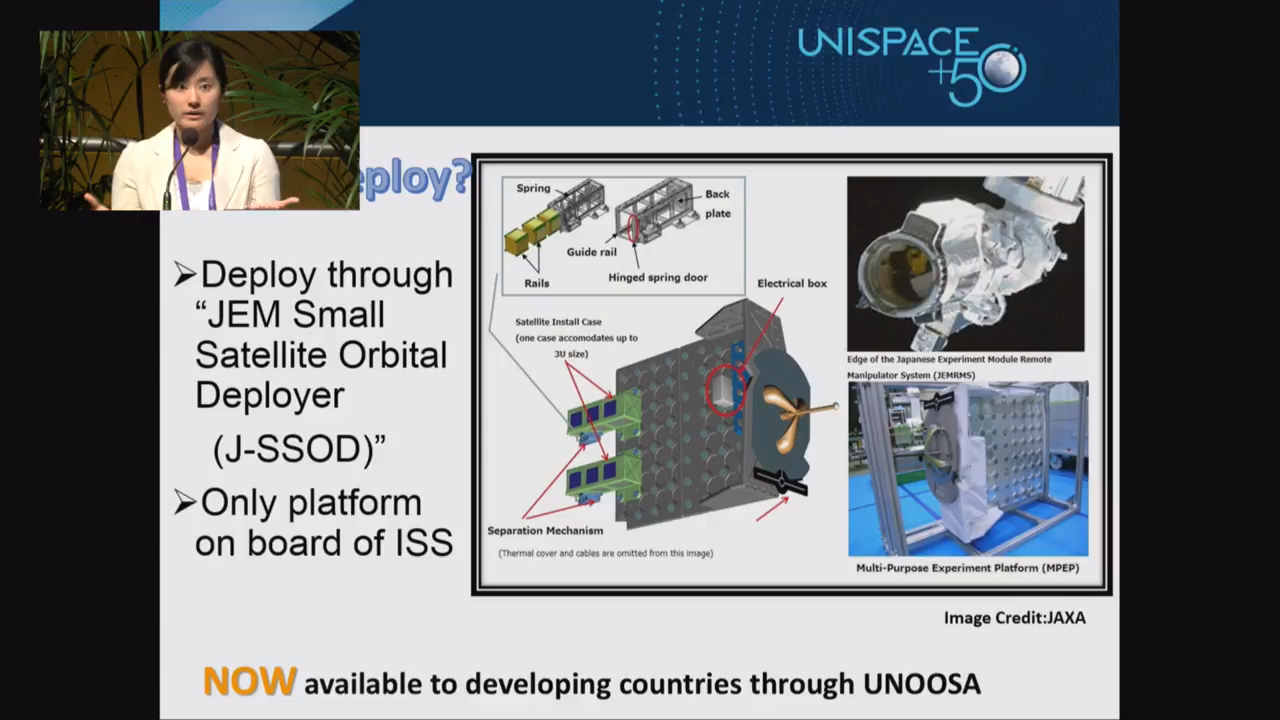 UNISPACE
+50
eploy?
➢Deploy through
“JEM Small
Satellite Orbital
Deployer
(J-SSOD)”
➢Only platform
on board of ISS
Spring
Back
plate
Guide rail
Hinged spring door
Rails
Electrical box
Satellite Install Case
(one case accomodates up to
3U size)
Separation Mechanism
(Thermal cover and cables are omitted from this image)
Edge of the Japanese Experiment Module Remote
Manipulator System (JEMRMS)
Multi-Purpose Experiment Platform (MPEP)
Image Credit:JAXA
NOW available to developing countries through UNOOSA